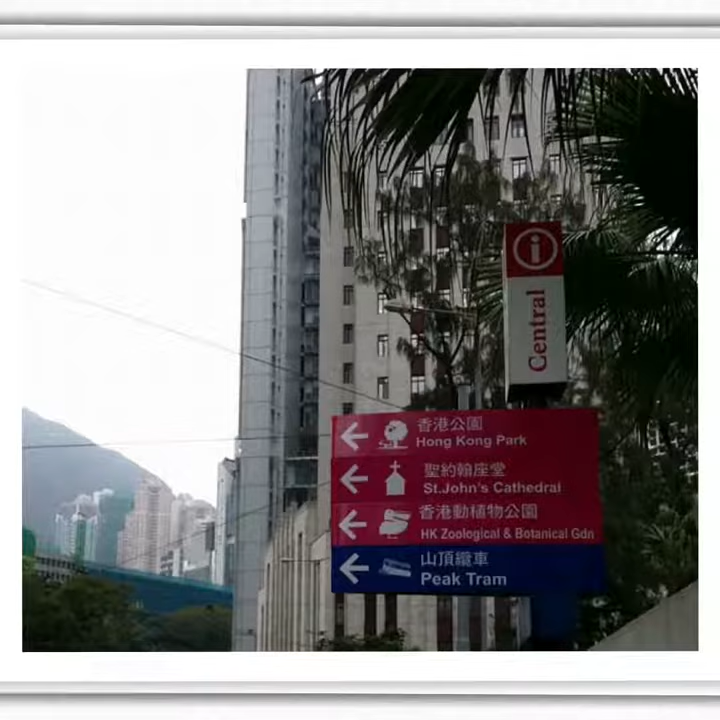 i
Central
香港公園
Hong Kong Park
聖約翰座堂
St.John's Cathedral
香港動植物公園
HK Zoological & Botanical Gdn
山頂纜車
Peak Tram